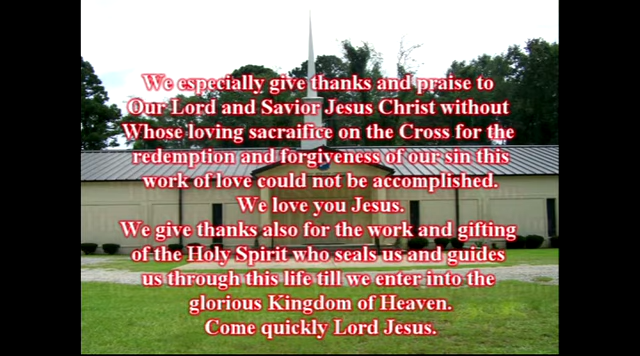 We especially give thanks and praise to
Our Lord and Savior Jesus Christ without
Whose loving sacraifice on the Cross for the
redemption and forgiveness of our sin this
work of love could not be accomplished.
We love you Jesus.
We give thanks also for the work and gifting
of the Holy Spirit who seals us and guides
us through this life till we enter into the
glorious Kingdom of Heaven.
Come quickly Lord Jesus.